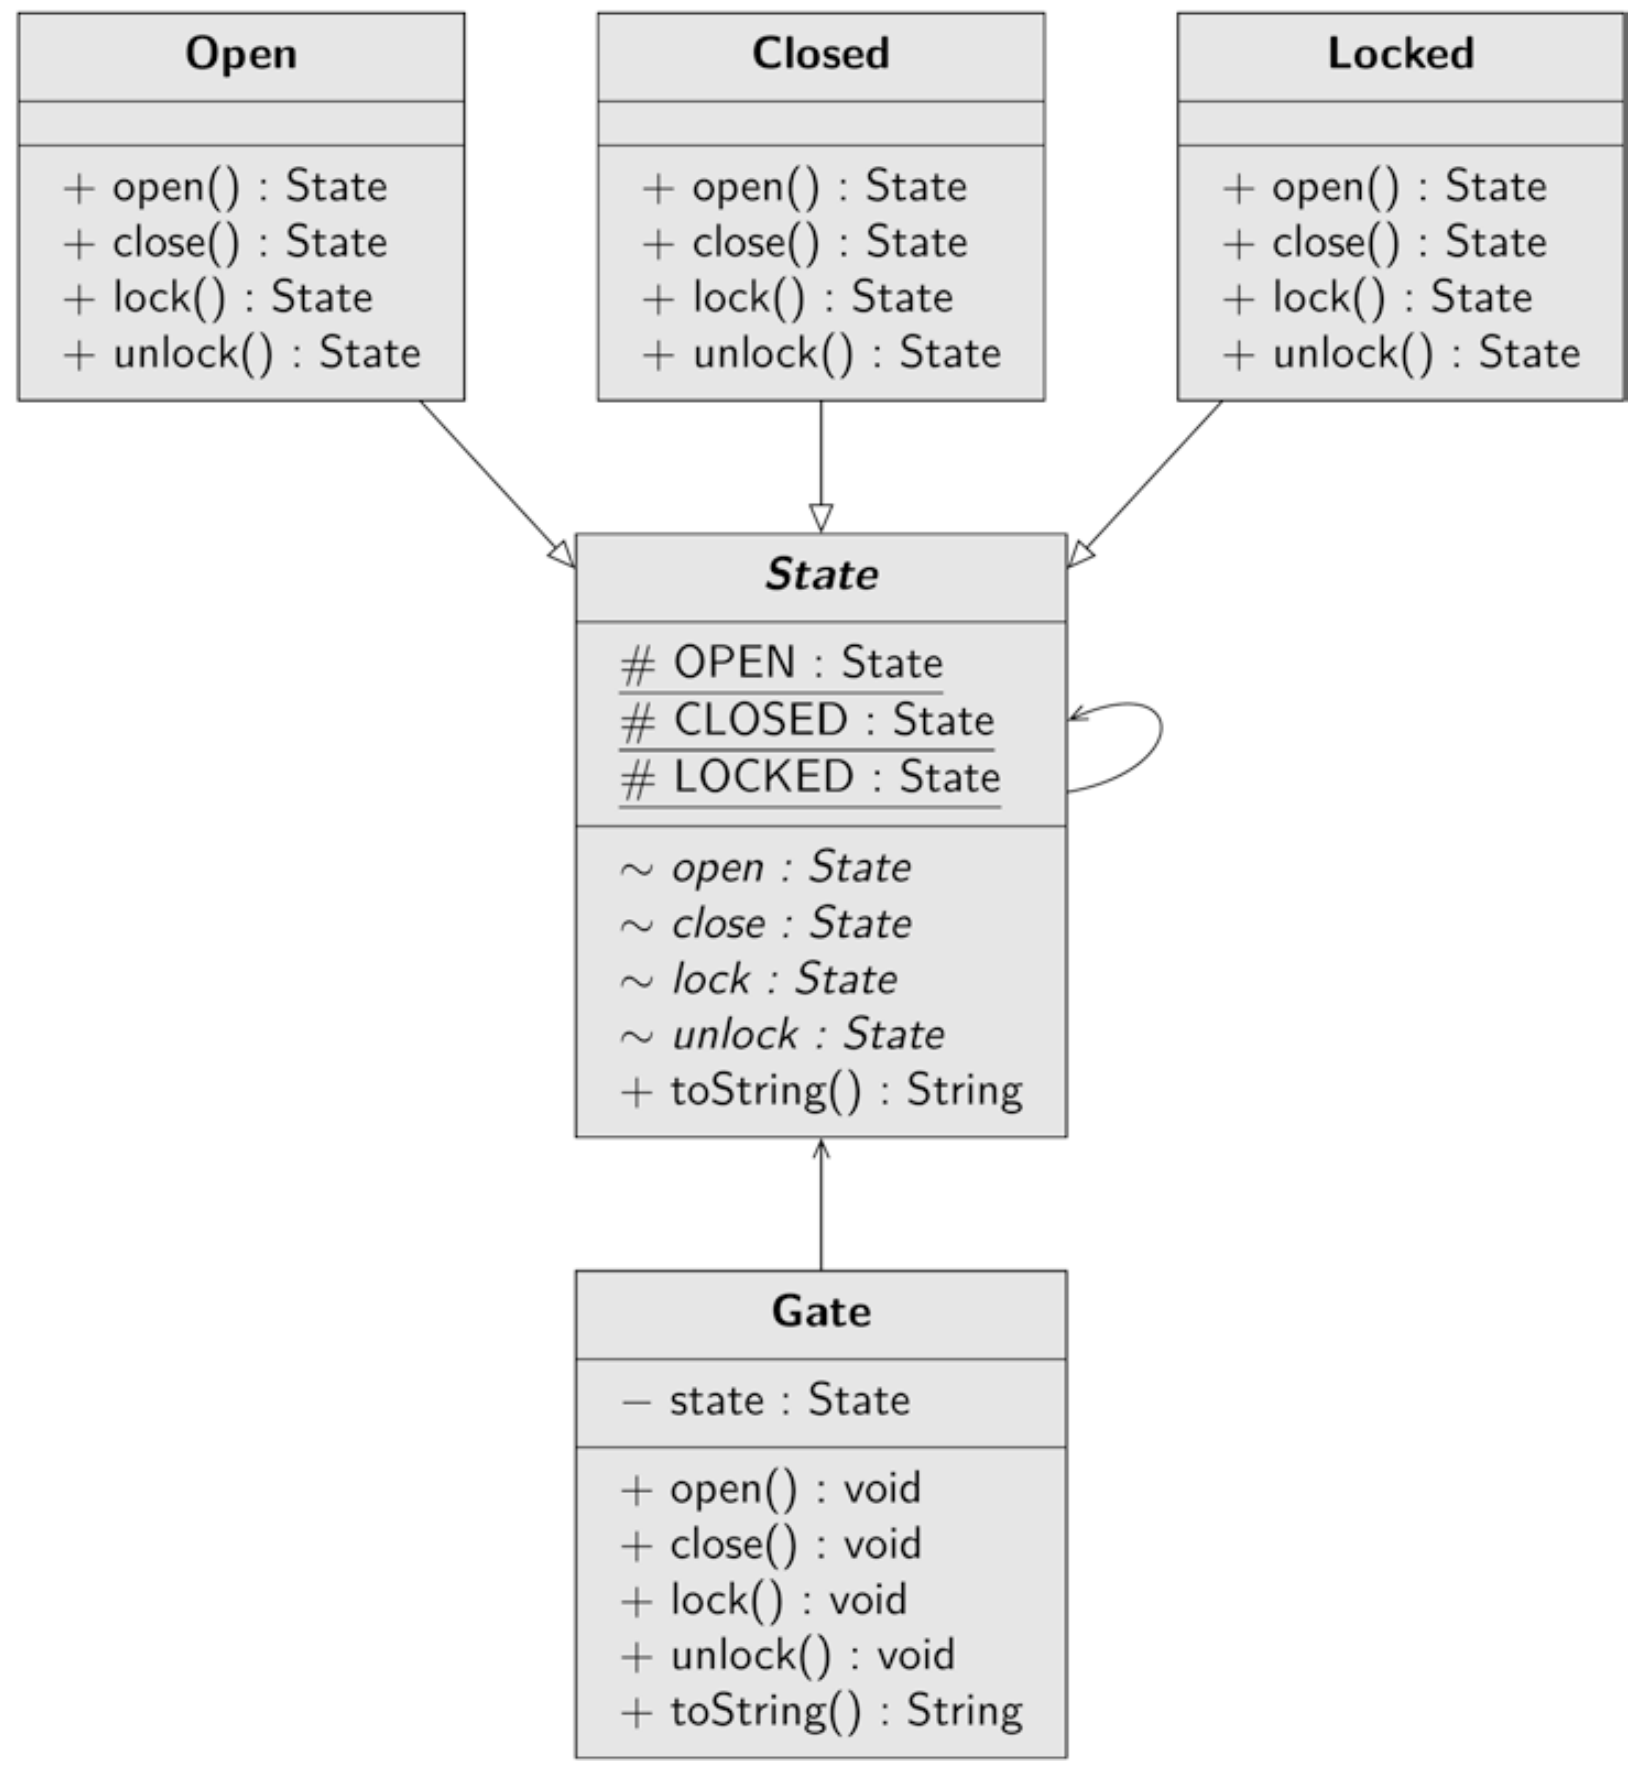 Open
+ open() : State
+ close() : State
+ lock() : State
+ unlock() : State
Closed
+ open() : State
+ close() : State
+ lock() : State
+ unlock() : State
Locked
+ open() : State
+ close() : State
+ lock() : State
+ unlock() : State
State
# OPEN : State
# CLOSED : State
# LOCKED : State
~ open : State
~ close : State
~ lock : State
~ unlock : State
+ toString() : String
Gate
− state : State
+ open() : void
+ close() : void
+ lock() : void
+ unlock() : void
+ toString() : String